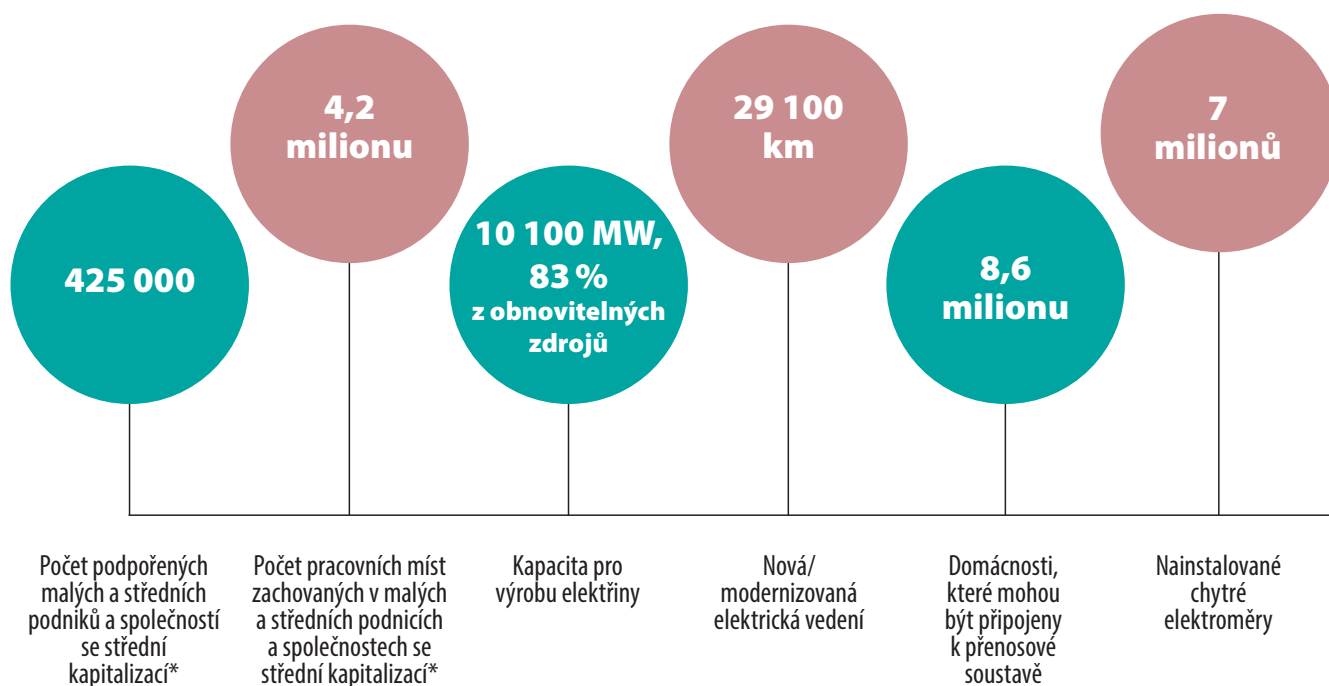 4,2
milionu
29 100
km
7
milionů
425 000
10 100 MW,
83 %
z obnovitelných
zdrojů
8,6
milionu
Počet podpořených
malých a středních
podniků a společností
se střední
kapitalizací*
Počet pracovních míst
zachovaných v malých
a středních podnicích
a společnostech se
střední kapitalizací*
Kapacita pro
výrobu elektřiny
Nová/
modernizovaná
elektrická vedení
Domácnosti,
které mohou
být připojeny
k přenosové
soustavě
Nainstalované
chytré
elektroměry